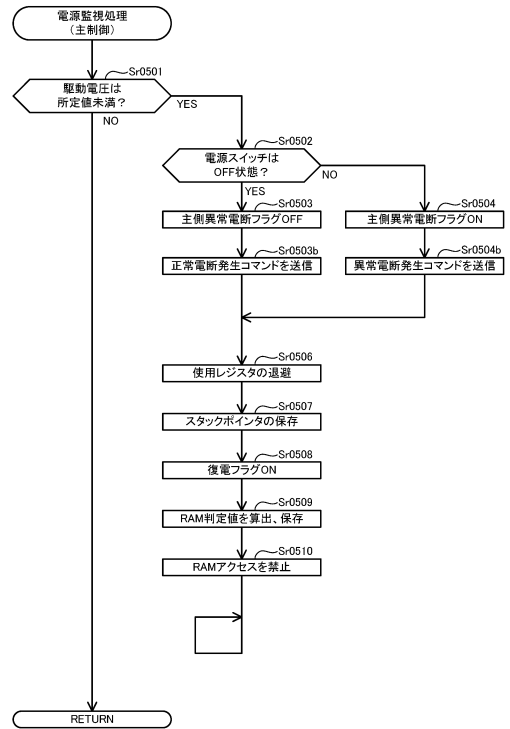 電源監視処理
（主制御）
Sr0501
駆動電圧は
所定値未満？
YES
NO
Sr0502
電源スイッチは
OFF状態？
NO
YES
Sr0503
主側異常電断フラグOFF
Sr0504
主側異常電断フラグON
Sr0503b
正常電断発生コマンドを送信
Sr0504b
異常電断発生コマンドを送信
Sr0506
使用レジスタの退避
Sr0507
スタックポインタの保存
Sr0508
復電フラグON
Sr0509
RAM判定値を算出、保存
Sr0510
RAMアクセスを禁止
RETURN